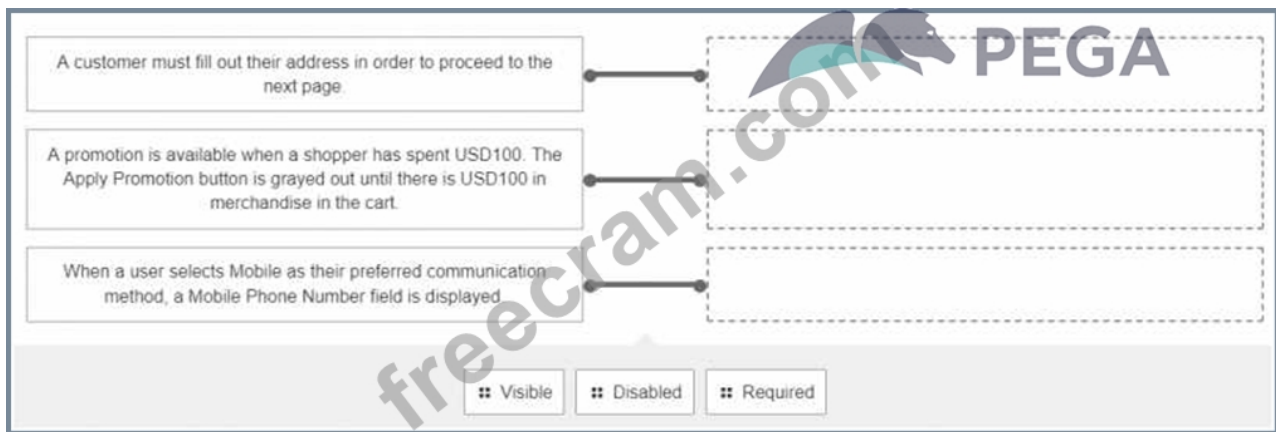 PEGA
A customer must fill out their address in order to proceed to the
next page.
A promotion is available when a shopper has spent USD100. The
Apply Promotion button is grayed out until there is USD100 in
merchandise in the cart.
When a user selects Mobile as their preferred communication
method, a Mobile Phone Number field is displayed
freecram.com
Visible
Disabled
Required